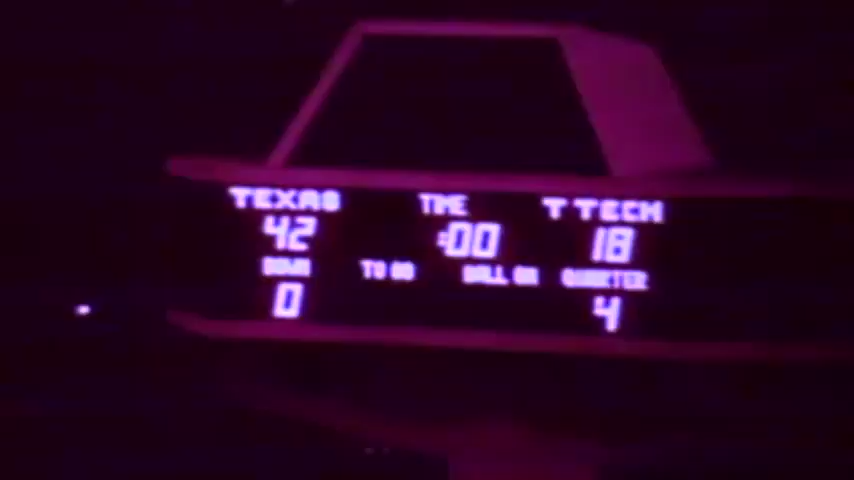 TEXAS TIME T TECH
42 :00 18
DOWN TO GO BALL ON QUARTER
0 4